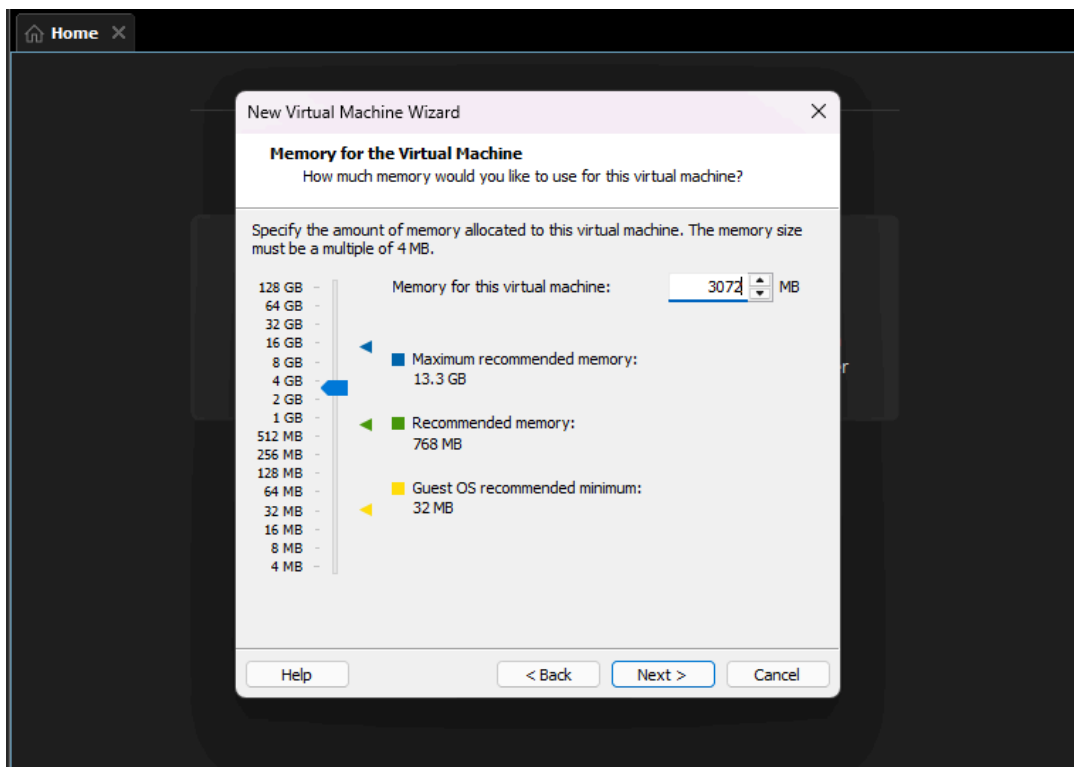 Home
New Virtual Machine Wizard
Memory for the Virtual Machine
How much memory would you like to use for this virtual machine?
Specify the amount of memory allocated to this virtual machine. The memory size
must be a multiple of 4 MB.
Memory for this virtual machine: 3072 MB
128 GB
64 GB
32 GB
16 GB
8 GB
4 GB
2 GB
1 GB
512 MB
256 MB
128 MB
64 MB
32 MB
16 MB
8 MB
4 MB
Maximum recommended memory:
13.3 GB
Recommended memory:
768 MB
Guest OS recommended minimum:
32 MB
Help
< Back
Next >
Cancel